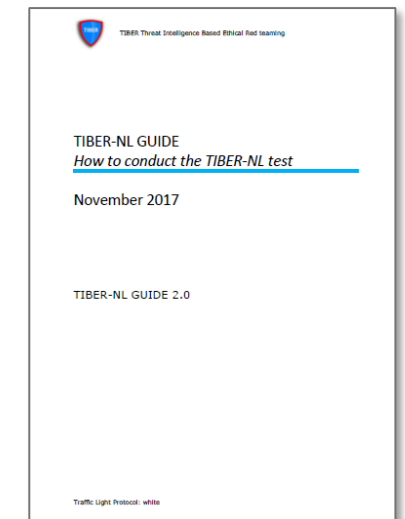 TIBER
TIBER Threat Intelligence Based Ethical Red teaming
TIBER-NL GUIDE
How to conduct the TIBER-NL test
November 2017
TIBER-NL GUIDE 2.0
Traffic Light Protocol: white